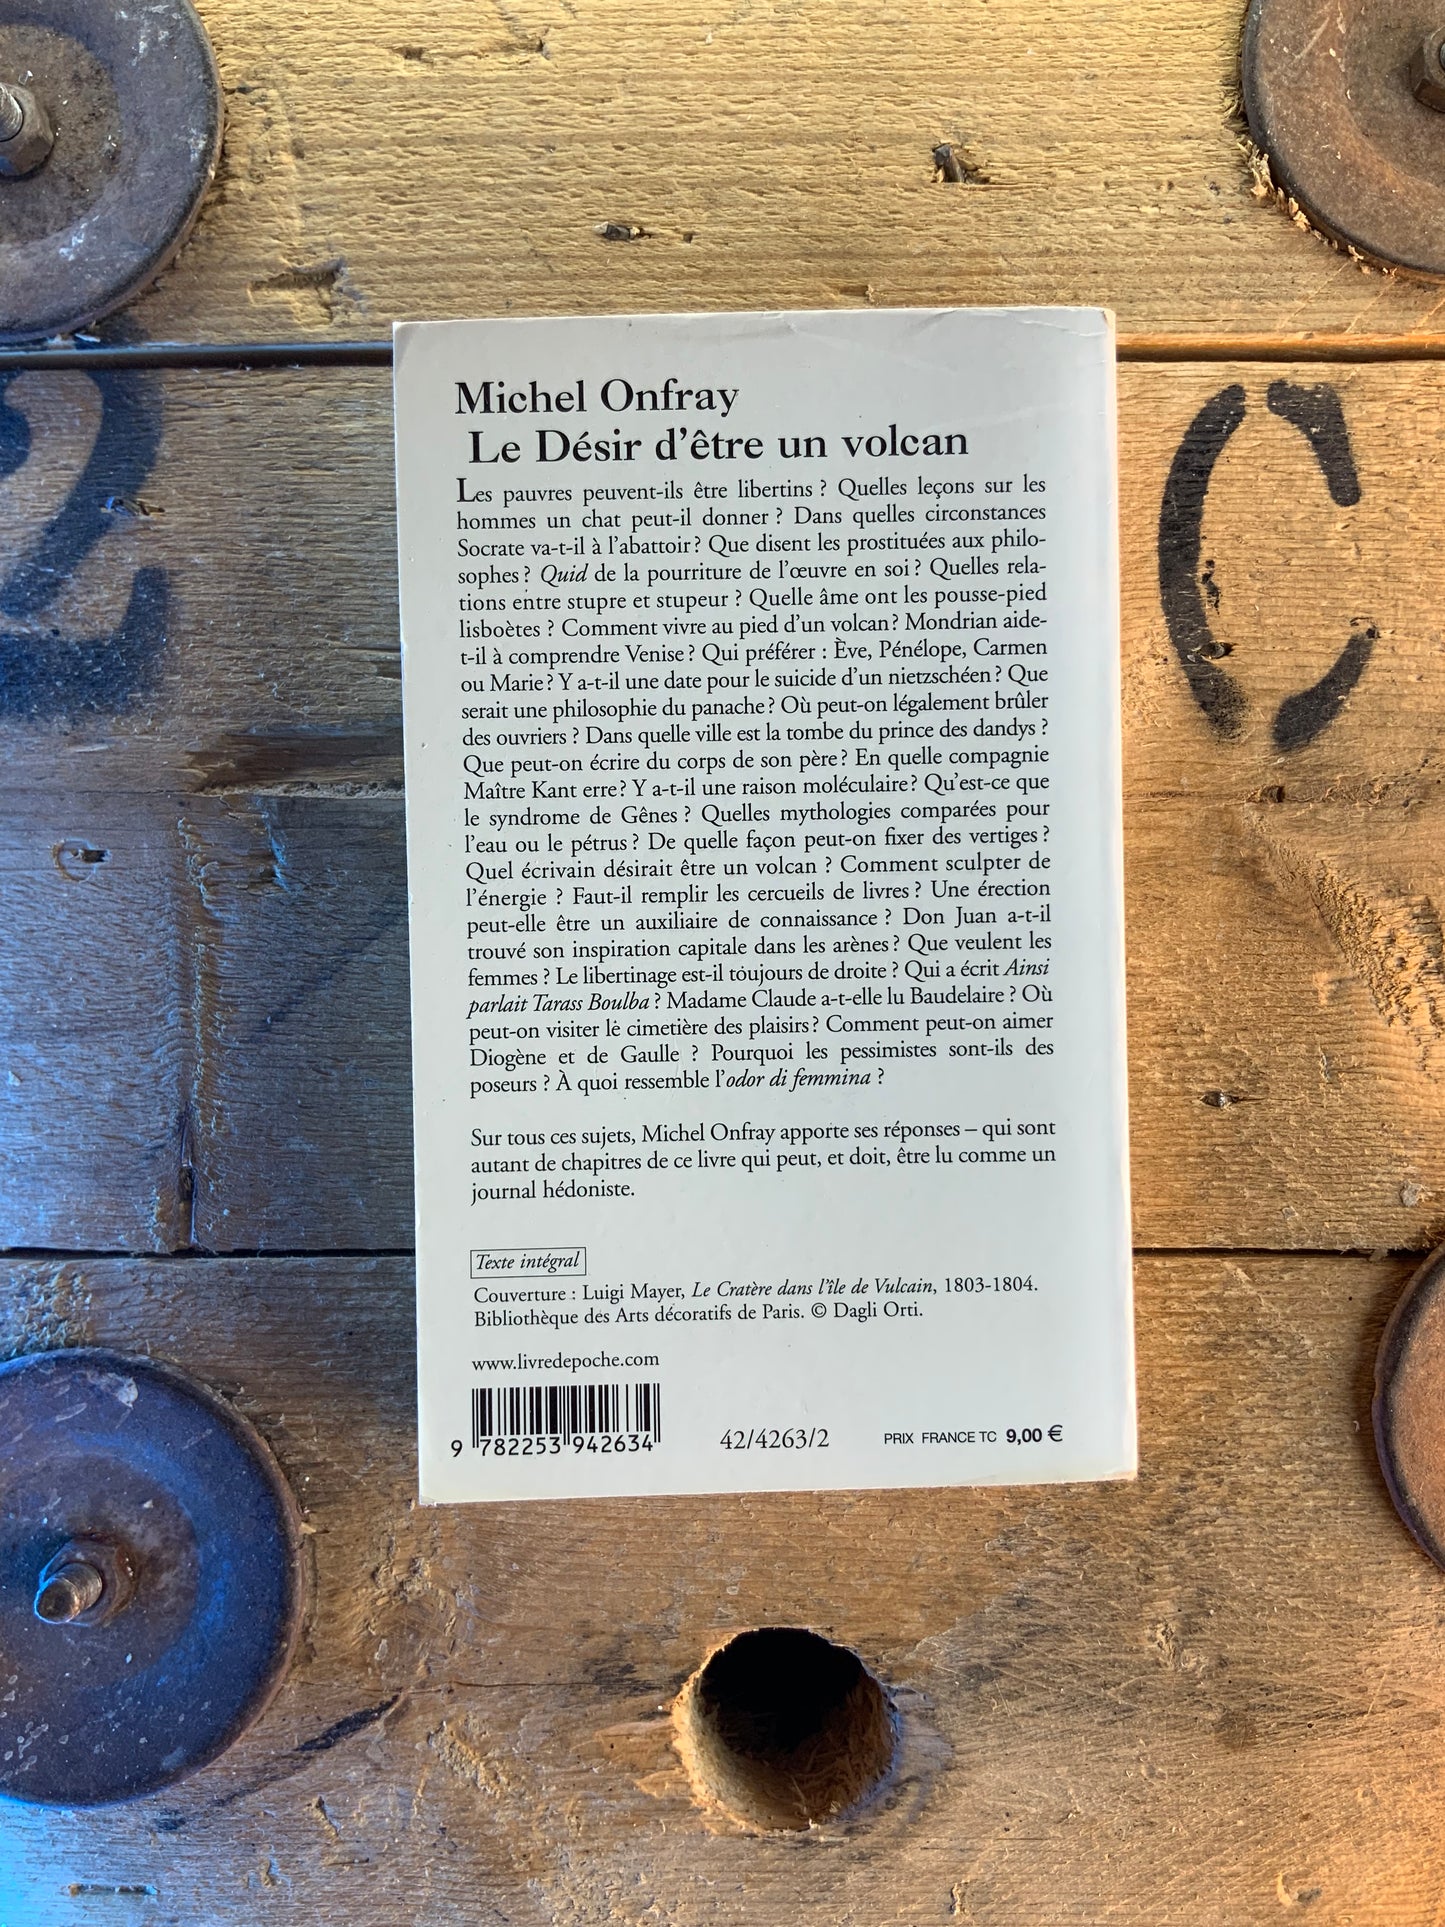 Michel Onfray
Le Désir d'être un volcan
Les pauvres peuvent-ils être libertins ? Quelles leçons sur les
hommes un chat peut-il donner ? Dans quelles circonstances
Socrate va-t-il à l'abattoir ? Que disent les prostituées aux philo-
sophes ? Quid de la pourriture de l'œuvre en soi ? Quelles rela-
tions entre stupre et stupeur ? Quelle âme ont les pousse-pied
lisboètes ? Comment vivre au pied d'un volcan ? Mondrian aide-
t-il à comprendre Venise ? Qui préférer : Ève, Pénélope, Carmen
ou Marie ? Y a-t-il une date pour le suicide d'un nietzschéen ? Que
serait une philosophie du panache ? Où peut-on légalement brûler
des ouvriers ? Dans quelle ville est la tombe du prince des dandys ?
Que peut-on écrire du corps de son père ? En quelle compagnie
Maître Kant erre ? Y a-t-il une raison moléculaire ? Qu'est-ce que
le syndrome de Gênes ? Quelles mythologies comparées pour
l'eau ou le pétrus ? De quelle façon peut-on fixer des vertiges ?
Quel écrivain désirait être un volcan ? Comment sculpter de
l'énergie ? Faut-il remplir les cercueils de livres ? Une érection
peut-elle être un auxiliaire de connaissance ? Don Juan a-t-il
trouvé son inspiration capitale dans les arènes ? Que veulent les
femmes ? Le libertinage est-il toujours de droite ? Qui a écrit Ainsi
parlait Tarass Boulba ? Madame Claude a-t-elle lu Baudelaire ? Où
peut-on visiter le cimetière des plaisirs ? Comment peut-on aimer
Diogène et de Gaulle ? Pourquoi les pessimistes sont-ils des
poseurs ? À quoi ressemble l'odor di femmina ?
Sur tous ces sujets, Michel Onfray apporte ses réponses – qui sont
autant de chapitres de ce livre qui peut, et doit, être lu comme un
journal hédoniste.
Texte intégral
Couverture : Luigi Mayer, Le Cratère dans l'île de Vulcain, 1803-1804.
Bibliothèque des Arts décoratifs de Paris. © Dagli Orti.
www.livredepoche.com
9 782253 942634
42/4263/2
PRIX FRANCE TC 9,00 €